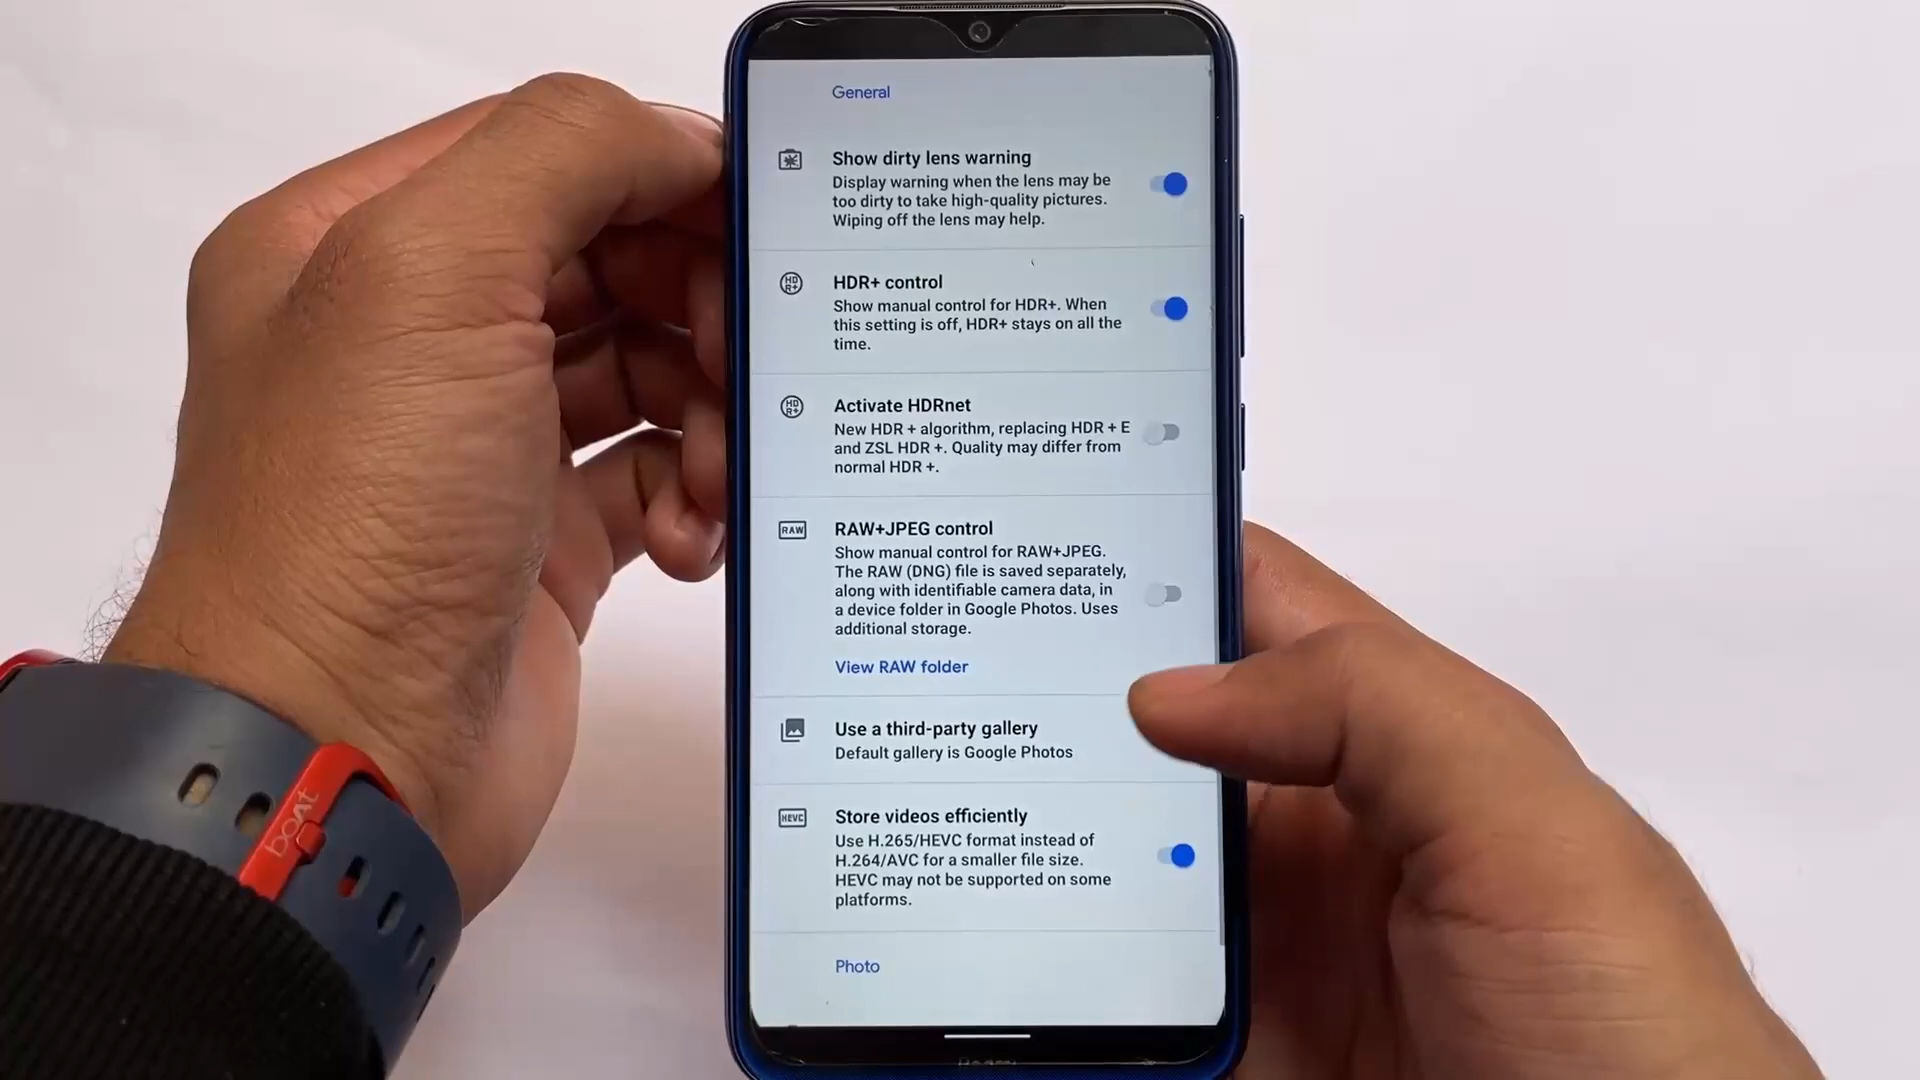 General
Show dirty lens warning
Display warning when the lens may be
too dirty to take high-quality pictures.
Wiping off the lens may help.
HD
R+
HDR+ control
Show manual control for HDR+. When
this setting is off, HDR+ stays on all the
time.
HD
R+
Activate HDRnet
New HDR + algorithm, replacing HDR + E
and ZSL HDR +. Quality may differ from
normal HDR +.
RAW
RAW+JPEG control
Show manual control for RAW+JPEG.
The RAW (DNG) file is saved separately,
along with identifiable camera data, in
a device folder in Google Photos. Uses
additional storage.
View RAW folder
Use a third-party gallery
Default gallery is Google Photos
HEVC
Store videos efficiently
Use H.265/HEVC format instead of
H.264/AVC for a smaller file size.
HEVC may not be supported on some
platforms.
Photo
boAt